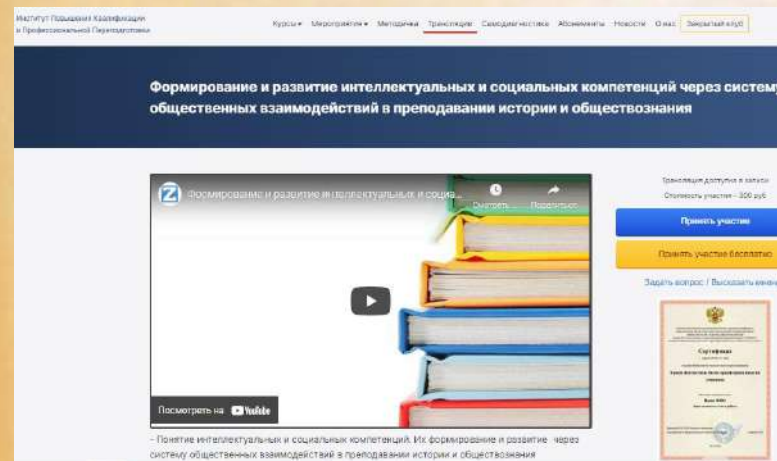 Институт Повышения Квалификации
и Профессиональной Переподготовки
Курсы Мероприятия Методички Трансляции Самодиагностика Абонементы Новости О нас Закрытый клуб
Формирование и развитие интеллектуальных и социальных компетенций через систему
общественных взаимодействий в преподавании истории и обществознания
Формирование и развитие интеллектуальных и социа...
Смотреть... Поделиться
Посмотреть на YouTube
Трансляция доступна в записи
Стоимость участия – 300 руб
Принять участие
Принять участие бесплатно
Задать вопрос / Высказать мнен
Сертификат
– Понятие интеллектуальных и социальных компетенций. Их формирование и развитие через
систему общественных взаимодействий в преподавании истории и обществознания